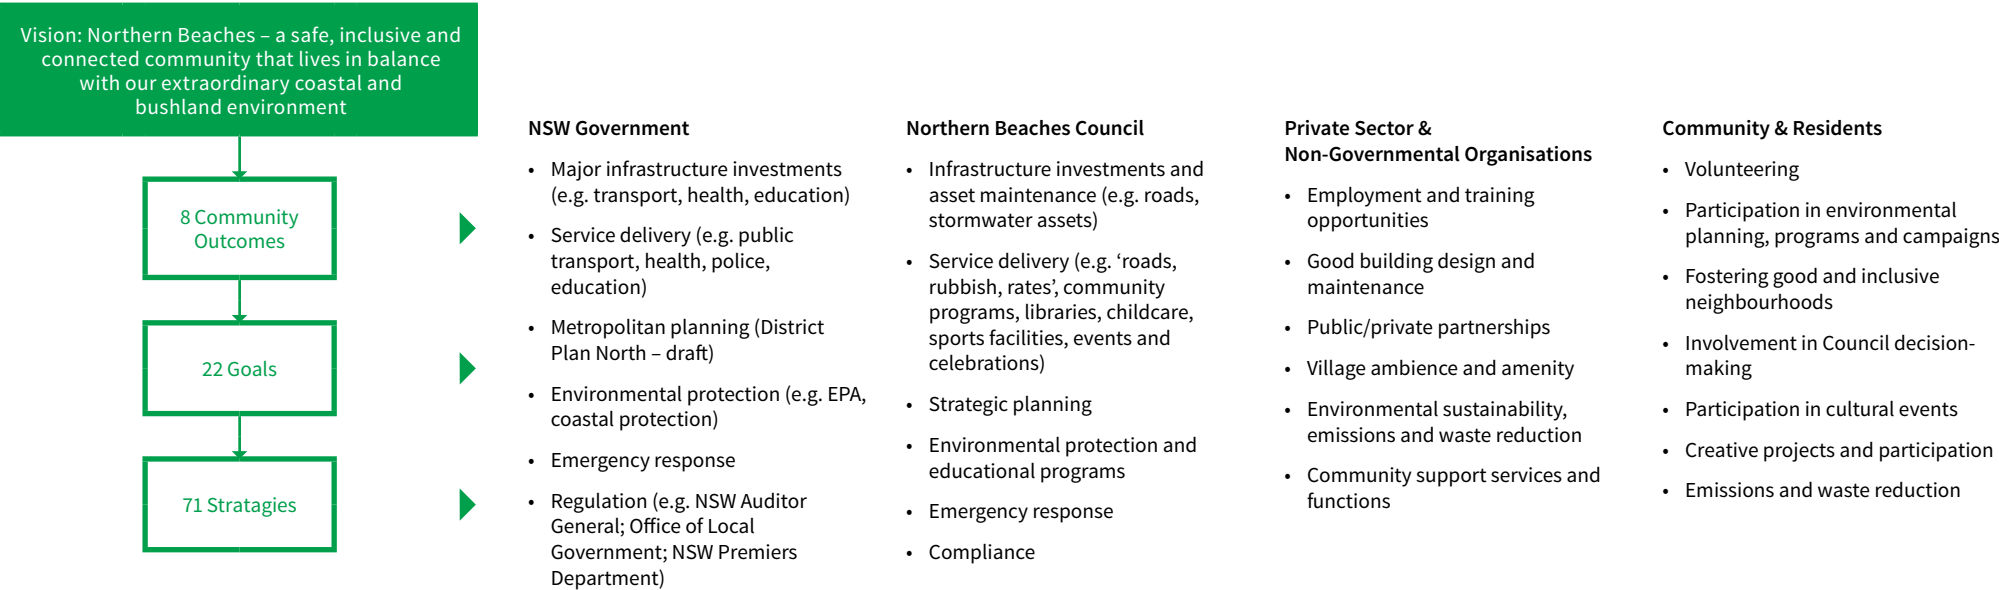 Vision: Northern Beaches – a safe, inclusive and
connected community that lives in balance
with our extraordinary coastal and
bushland environment
8 Community
Outcomes
22 Goals
71 Stratagies
NSW Government
• Major infrastructure investments
(e.g. transport, health, education)
• Service delivery (e.g. public
transport, health, police,
education)
• Metropolitan planning (District
Plan North – draft)
• Environmental protection (e.g. EPA,
coastal protection)
• Emergency response
• Regulation (e.g. NSW Auditor
General; Office of Local
Government; NSW Premiers
Department)
Northern Beaches Council
• Infrastructure investments and
asset maintenance (e.g. roads,
stormwater assets)
• Service delivery (e.g. ‘roads,
rubbish, rates’, community
programs, libraries, childcare,
sports facilities, events and
celebrations)
• Strategic planning
• Environmental protection and
educational programs
• Emergency response
• Compliance
Private Sector &
Non-Governmental Organisations
• Employment and training
opportunities
• Good building design and
maintenance
• Public/private partnerships
• Village ambience and amenity
• Environmental sustainability,
emissions and waste reduction
• Community support services and
functions
Community & Residents
• Volunteering
• Participation in environmental
planning, programs and campaigns
• Fostering good and inclusive
neighbourhoods
• Involvement in Council decision-
making
• Participation in cultural events
• Creative projects and participation
• Emissions and waste reduction